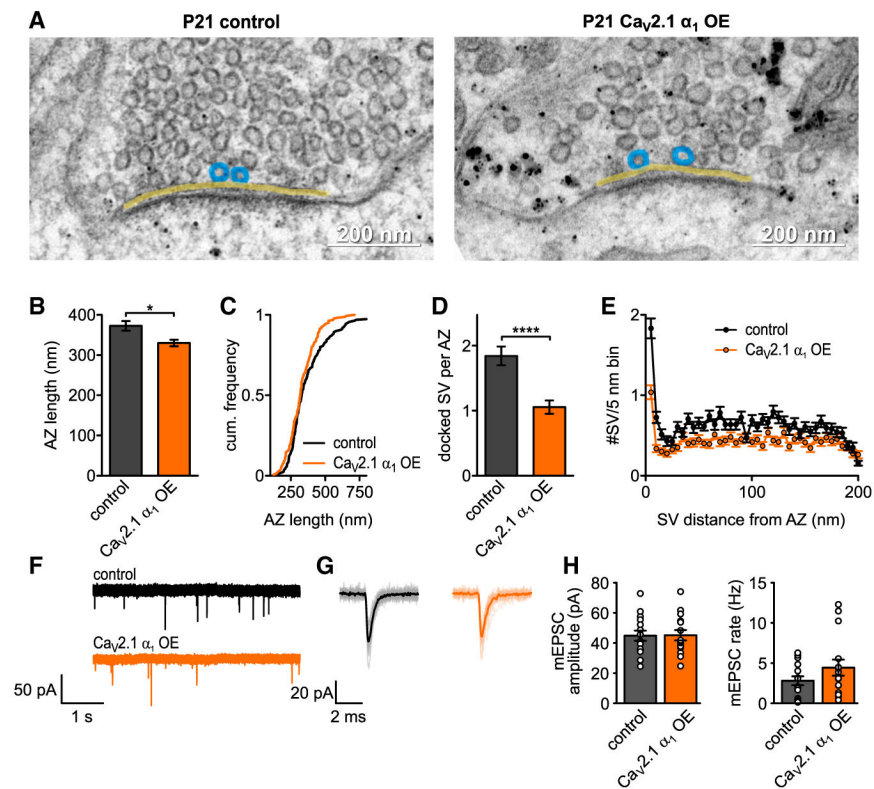 A
P21 control
P21 CaV2.1 α1 OE
200 nm
200 nm
B
AZ length (nm)
400
300
200
100
0
*
control
CaV2.1 α1 OE
C
cum. frequency
1
0.5
0
control
CaV2.1 α1 OE
250 500 750
AZ length (nm)
D
docked SV per AZ
2
1
0
****
control
CaV2.1 α1 OE
E
#SV/5 nm bin
2
1
0
control
CaV2.1 α1 OE
0 100 200
SV distance from AZ (nm)
F
control
CaV2.1 α1 OE
50 pA
1 s
G
20 pA
2 ms
H
mEPSC
amplitude (pA)
80
60
40
20
0
control
CaV2.1 α1 OE
mEPSC rate (Hz)
15
10
5
0
control
CaV2.1 α1 OE